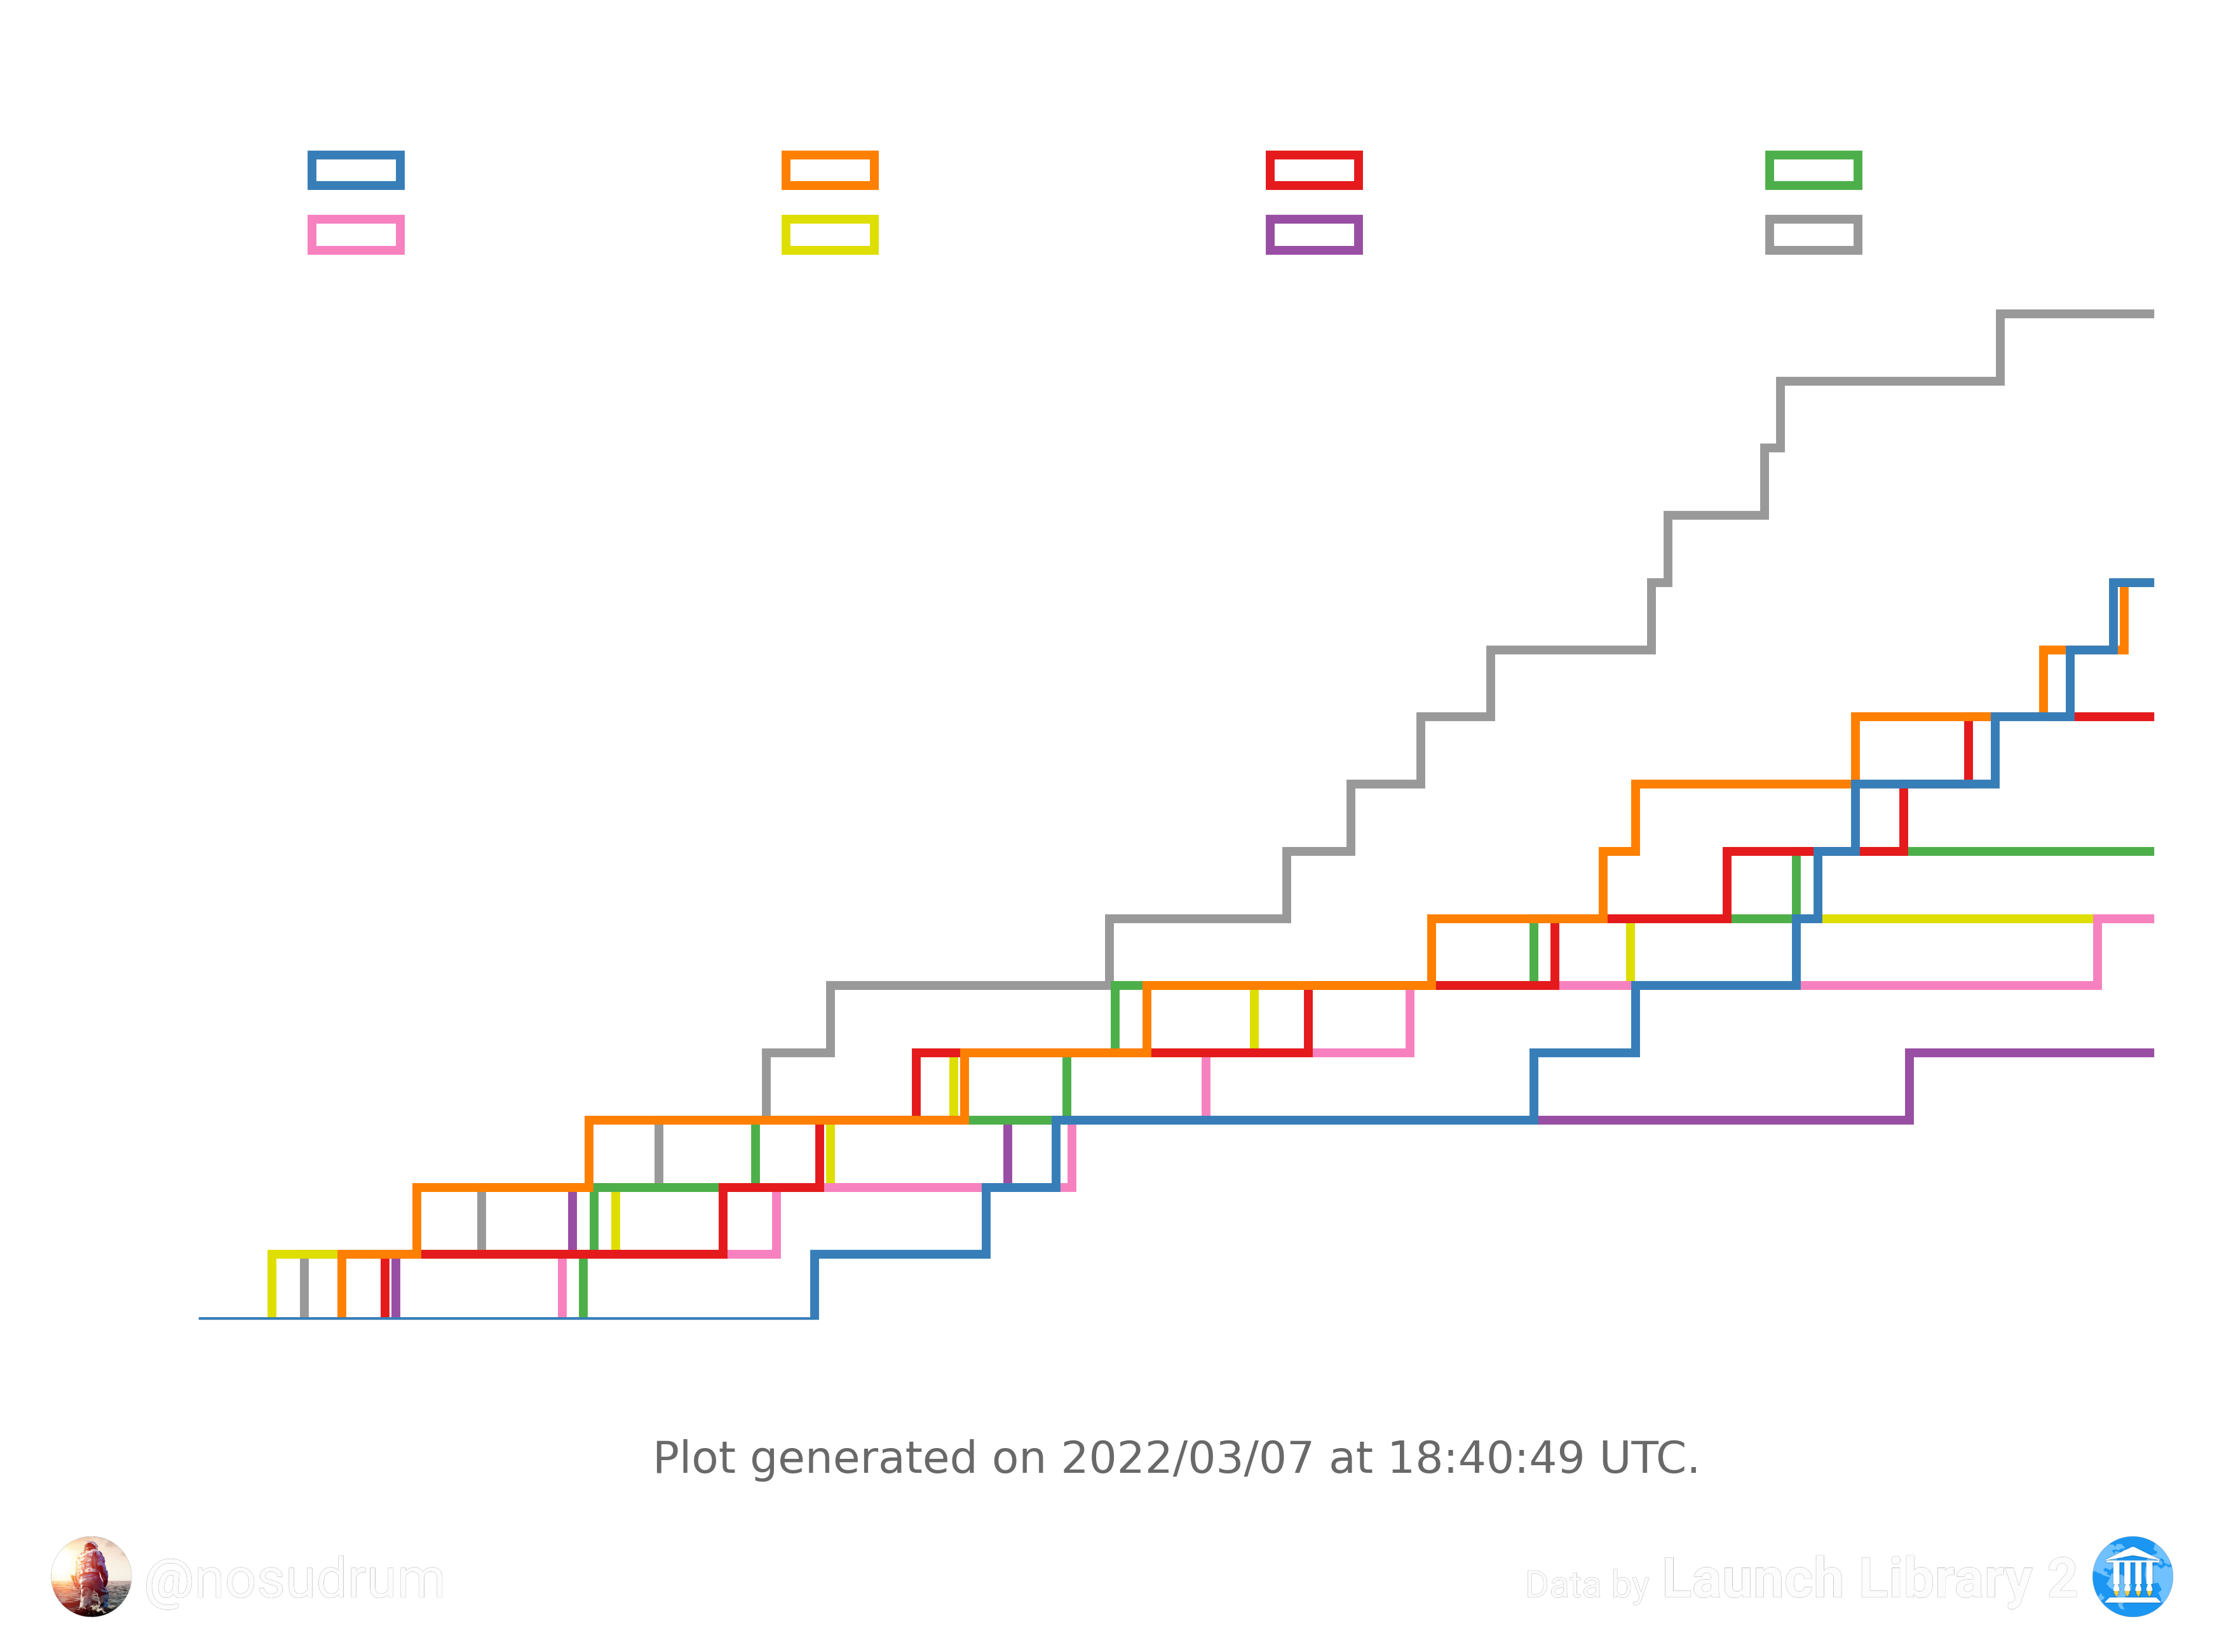 Plot generated on 2022/03/07 at 18:40:49 UTC.
@nosudrum
Data by Launch Library 2